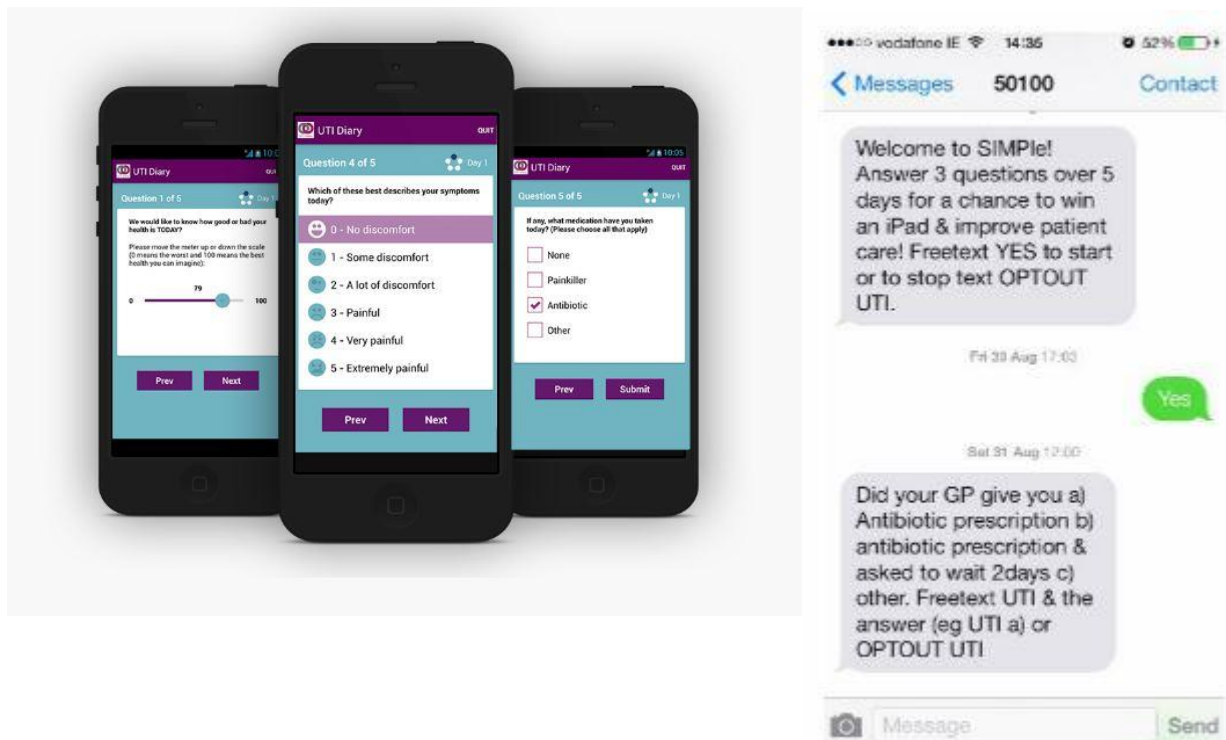 UTI Diary
QUI
Question 1 of 5
Day 1
We would like to know how good or bad your
health is TODAY?
Please move the meter up or down the scale
(0 means the worst and 100 means the best
health you can imagine):
79
0
100
Prev Next
UTI Diary
QUIT
Question 4 of 5
Day 1
Which of these best describes your symptoms
today?
0 - No discomfort
1 - Some discomfort
2 - A lot of discomfort
3 - Painful
4 - Very painful
5 - Extremely painful
Prev Next
10:05
UTI Diary
QUIT
Question 5 of 5
Day 1
If any, what medication have you taken
today? (Please choose all that apply)
None
Painkiller
Antibiotic
Other
Prev Submit
vodafone IE 14:36 52%
Messages 50100 Contact
Welcome to SIMPle!
Answer 3 questions over 5
days for a chance to win
an iPad & improve patient
care! Freetext YES to start
or to stop text OPTOUT
UTI.
Fri 30 Aug 17:03
Yes
Sat 31 Aug 12:00
Did your GP give you a)
Antibiotic prescription b)
antibiotic prescription &
asked to wait 2days c)
other. Freetext UTI & the
answer (eg UTI a) or
OPTOUT UTI
Message Send